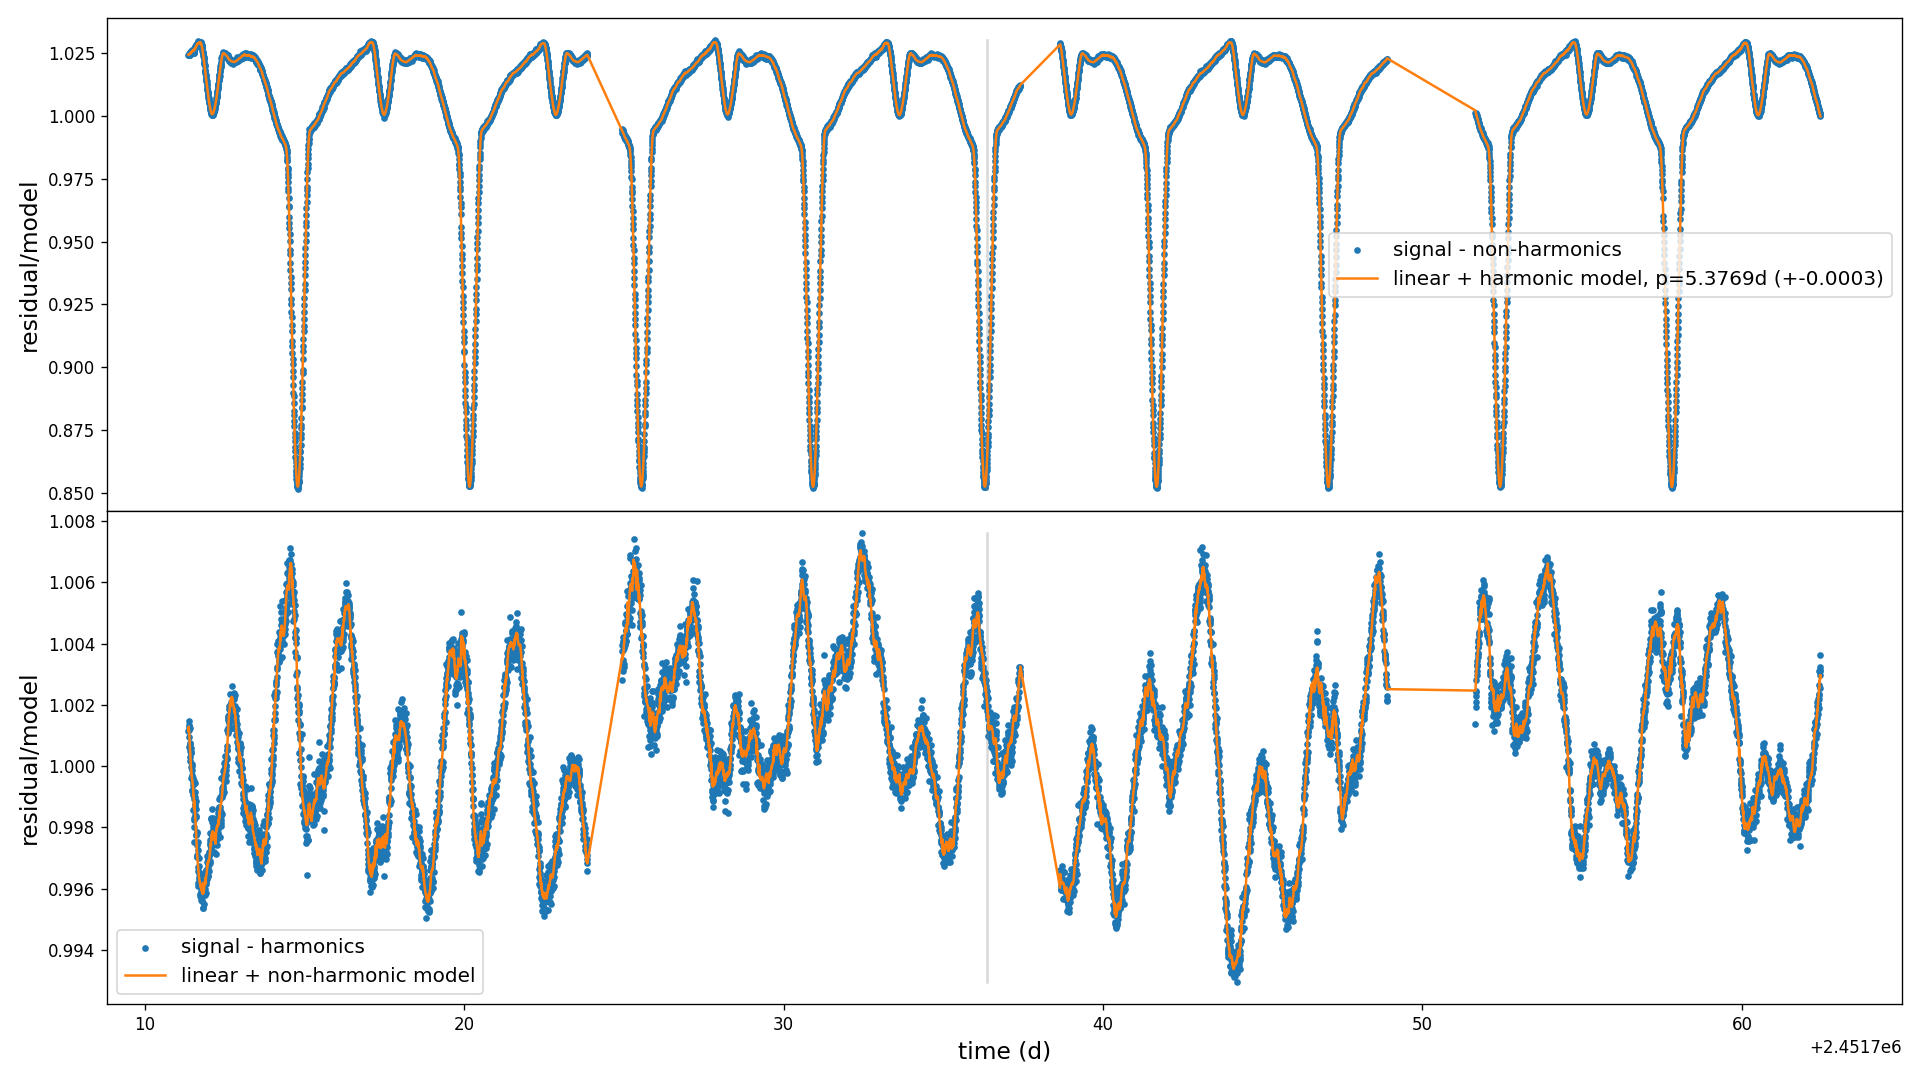 1.025
1.000
0.975
0.950
0.925
0.900
0.875
0.850
residual/model
signal - non-harmonics
linear + harmonic model, p=5.3769d (+-0.0003)
1.008
1.006
1.004
1.002
1.000
0.998
0.996
0.994
residual/model
signal - harmonics
linear + non-harmonic model
10 20 30 40 50 60
time (d)
+2.4517e6